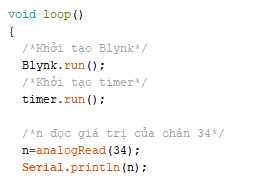 void loop()
{
/*Khởi tạo Blynk*/
Blynk.run();
/*Khởi tạo timer*/
timer.run();
/*n đọc giá trị của chân 34*/
n=analogRead(34);
Serial.println(n);